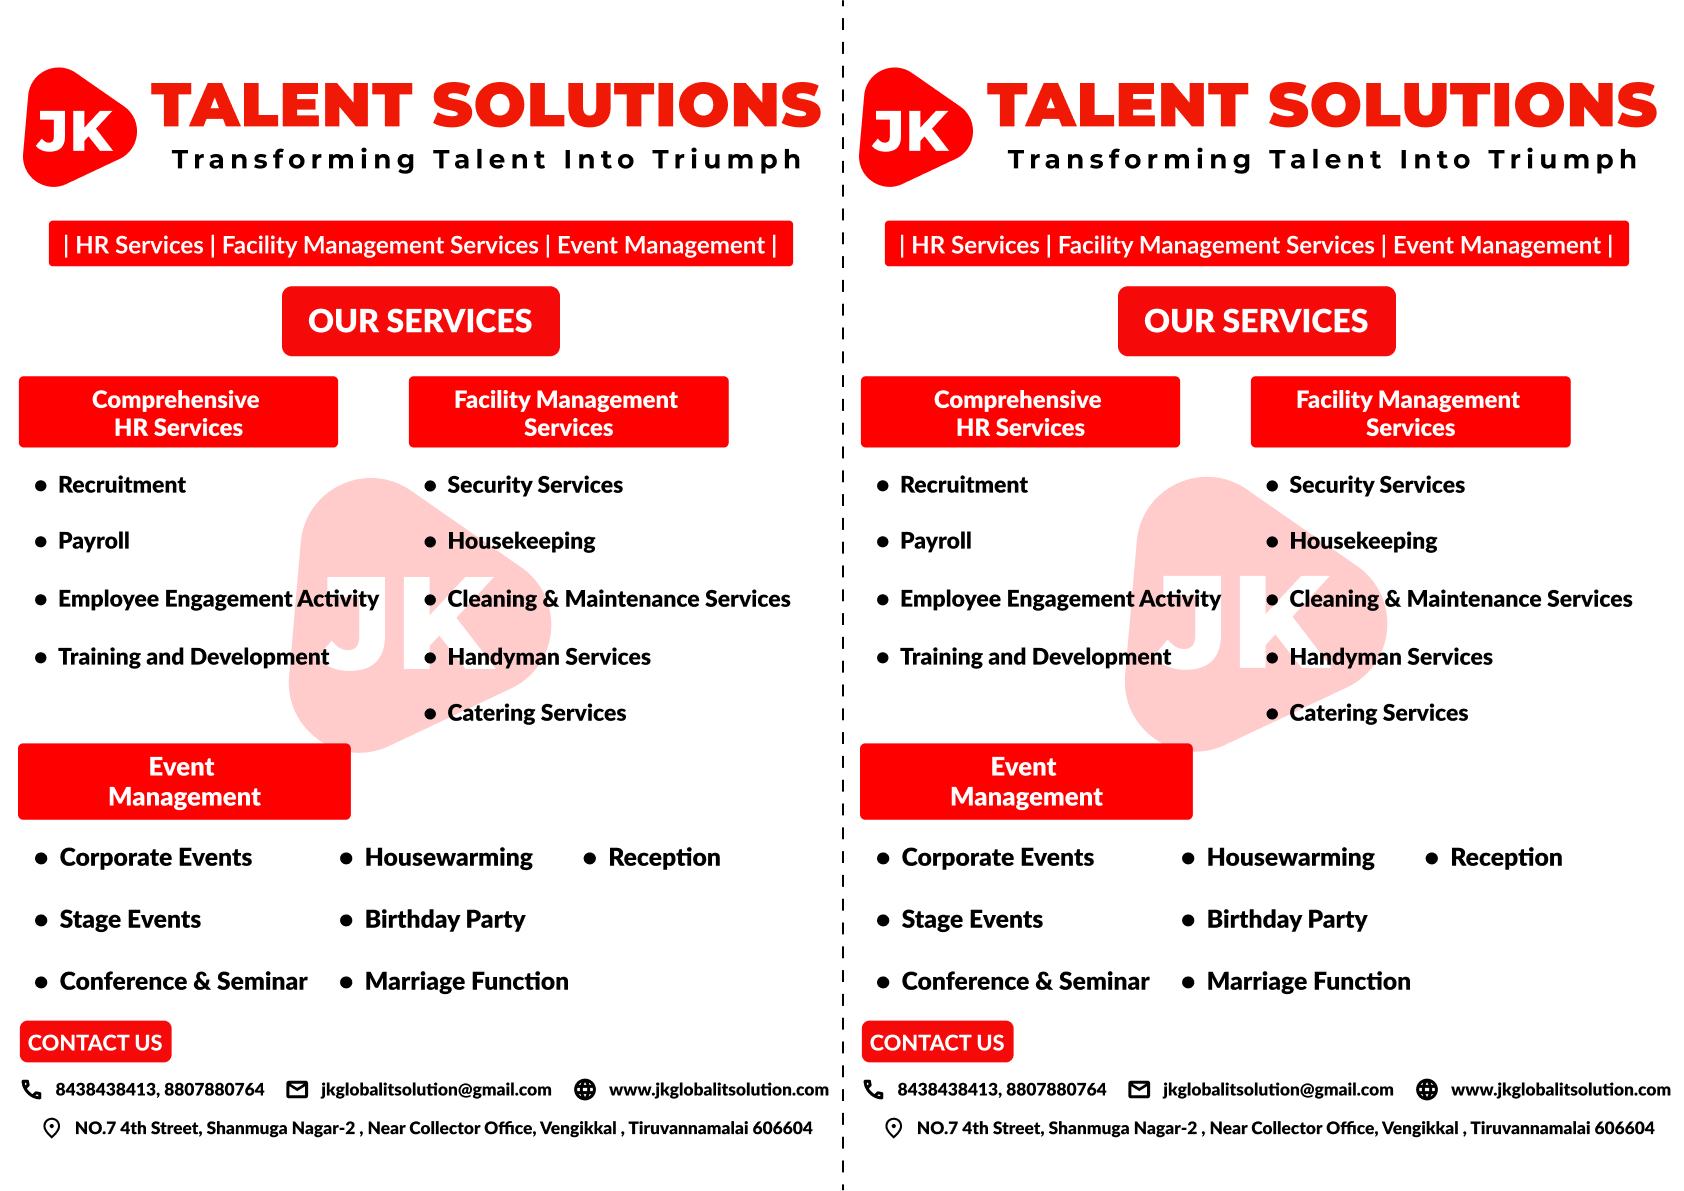 JK
TALENT SOLUTIONS
Transforming Talent Into Triumph
| HR Services | Facility Management Services | Event Management |
OUR SERVICES
Comprehensive
HR Services
• Recruitment
• Payroll
• Employee Engagement Activity
• Training and Development
Facility Management
Services
• Security Services
• Housekeeping
• Cleaning & Maintenance Services
• Handyman Services
• Catering Services
JK
Event
Management
• Corporate Events
• Stage Events
• Conference & Seminar
• Housewarming
• Birthday Party
• Marriage Function
• Reception
CONTACT US
8438438413, 8807880764 jkglobalitsolution@gmail.com www.jkglobalitsolution.com
NO.7 4th Street, Shanmuga Nagar-2 , Near Collector Office, Vengikkal , Tiruvannamalai 606604
JK
TALENT SOLUTIONS
Transforming Talent Into Triumph
| HR Services | Facility Management Services | Event Management |
OUR SERVICES
Comprehensive
HR Services
• Recruitment
• Payroll
• Employee Engagement Activity
• Training and Development
Facility Management
Services
• Security Services
• Housekeeping
• Cleaning & Maintenance Services
• Handyman Services
• Catering Services
JK
Event
Management
• Corporate Events
• Stage Events
• Conference & Seminar
• Housewarming
• Birthday Party
• Marriage Function
• Reception
CONTACT US
8438438413, 8807880764 jkglobalitsolution@gmail.com www.jkglobalitsolution.com
NO.7 4th Street, Shanmuga Nagar-2 , Near Collector Office, Vengikkal , Tiruvannamalai 606604